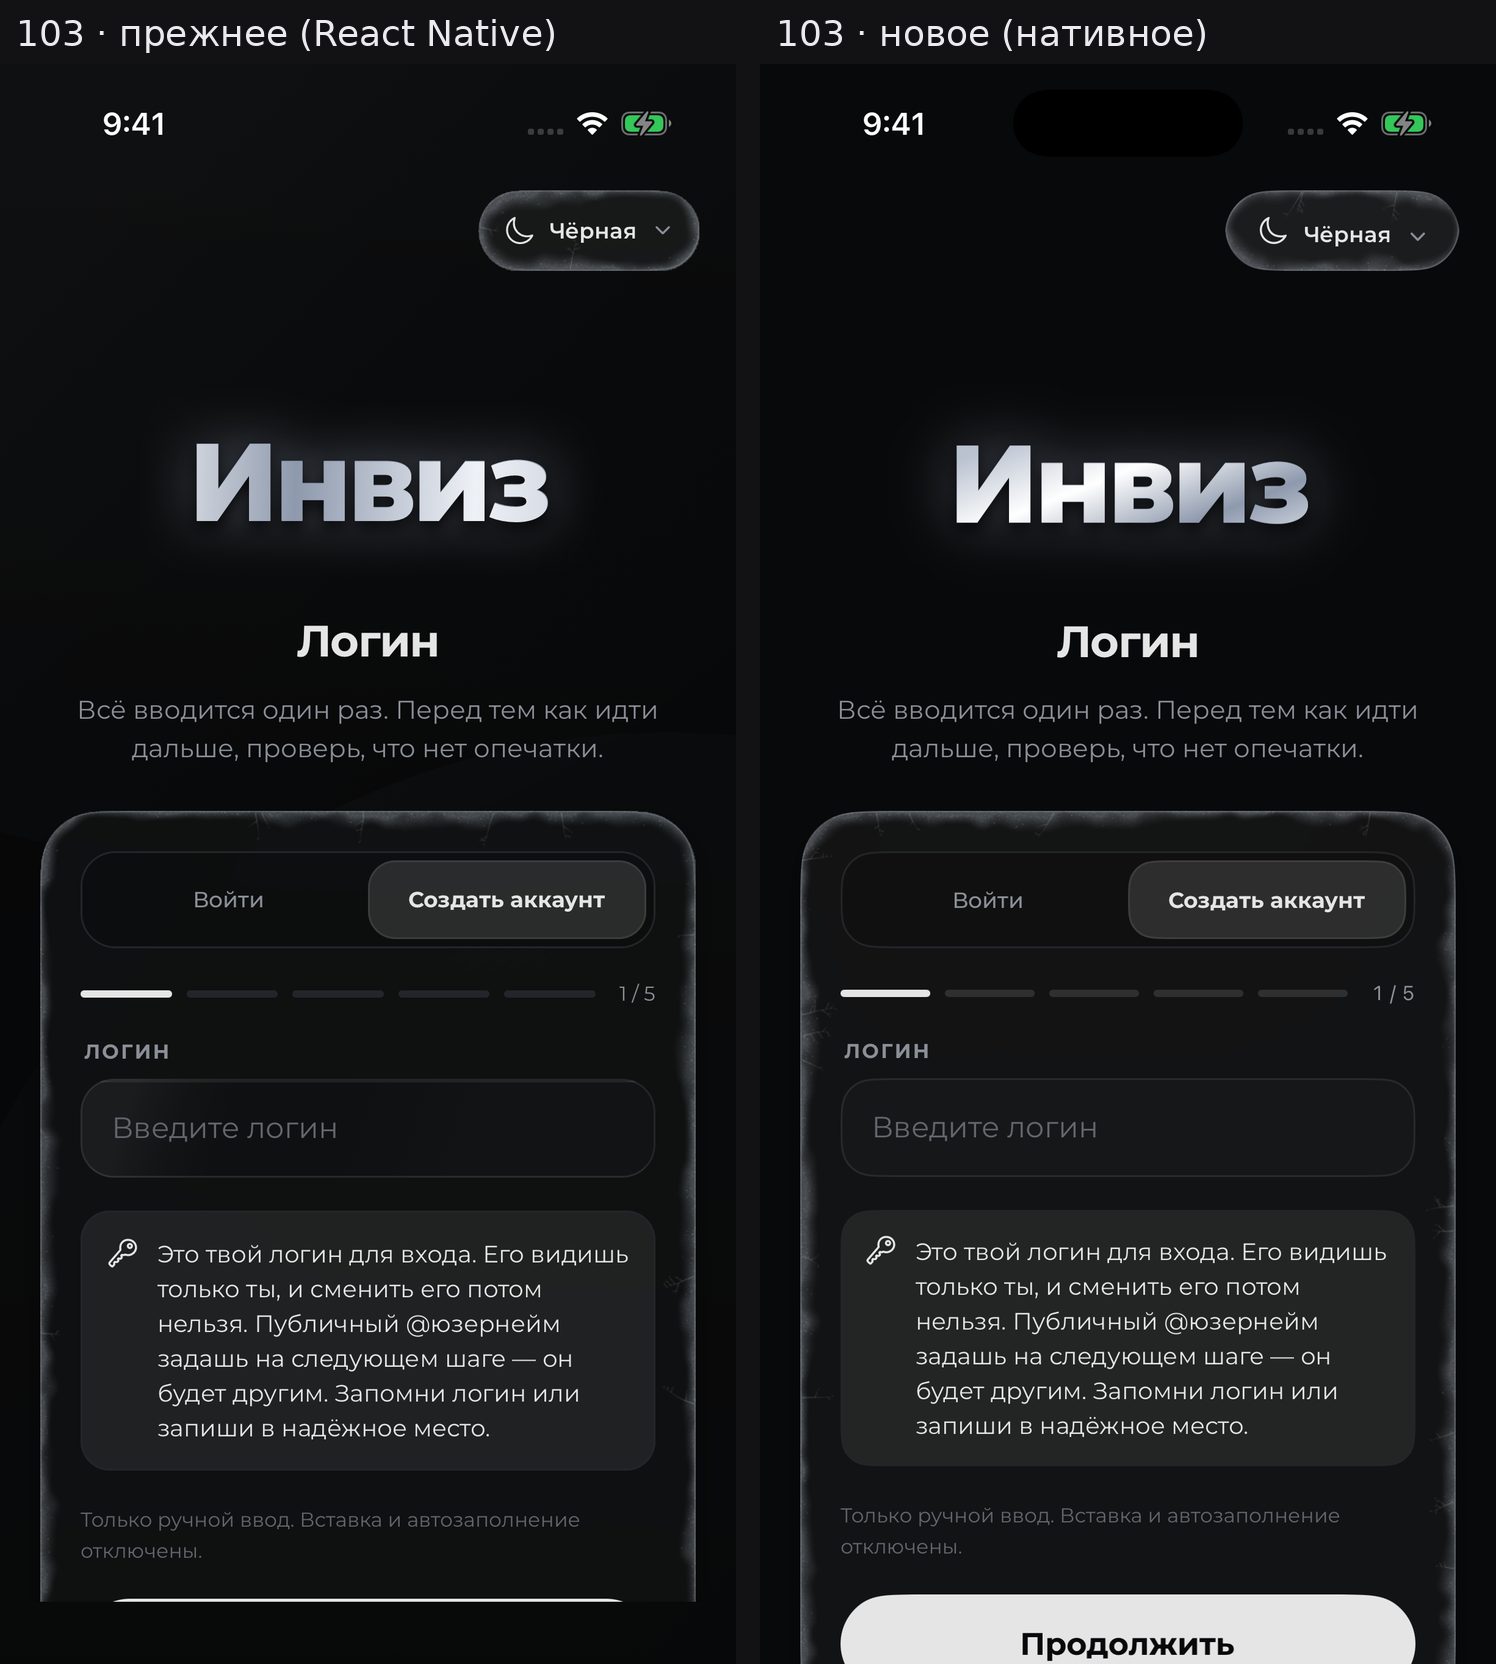 103 · прежнее (React Native)
9:41
Чёрная
Инвиз
Логин
Всё вводится один раз. Перед тем как идти
дальше, проверь, что нет опечатки.
Войти
Создать аккаунт
1 / 5
ЛОГИН
Введите логин
Это твой логин для входа. Его видишь
только ты, и сменить его потом
нельзя. Публичный @юзернейм
задашь на следующем шаге — он
будет другим. Запомни логин или
запиши в надёжное место.
Только ручной ввод. Вставка и автозаполнение
отключены.
103 · новое (нативное)
9:41
Чёрная
Инвиз
Логин
Всё вводится один раз. Перед тем как идти
дальше, проверь, что нет опечатки.
Войти
Создать аккаунт
1 / 5
ЛОГИН
Введите логин
Это твой логин для входа. Его видишь
только ты, и сменить его потом
нельзя. Публичный @юзернейм
задашь на следующем шаге — он
будет другим. Запомни логин или
запиши в надёжное место.
Только ручной ввод. Вставка и автозаполнение
отключены.
Продолжить